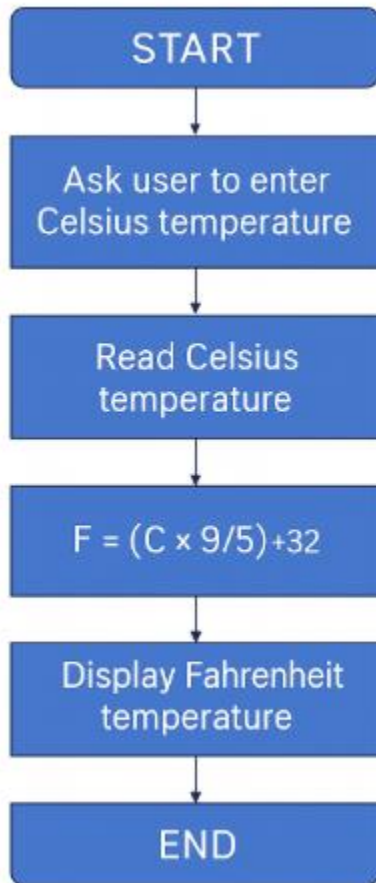 START
Ask user to enter
Celsius temperature
Read Celsius
temperature
F = (C × 9/5)+32
Display Fahrenheit
temperature
END